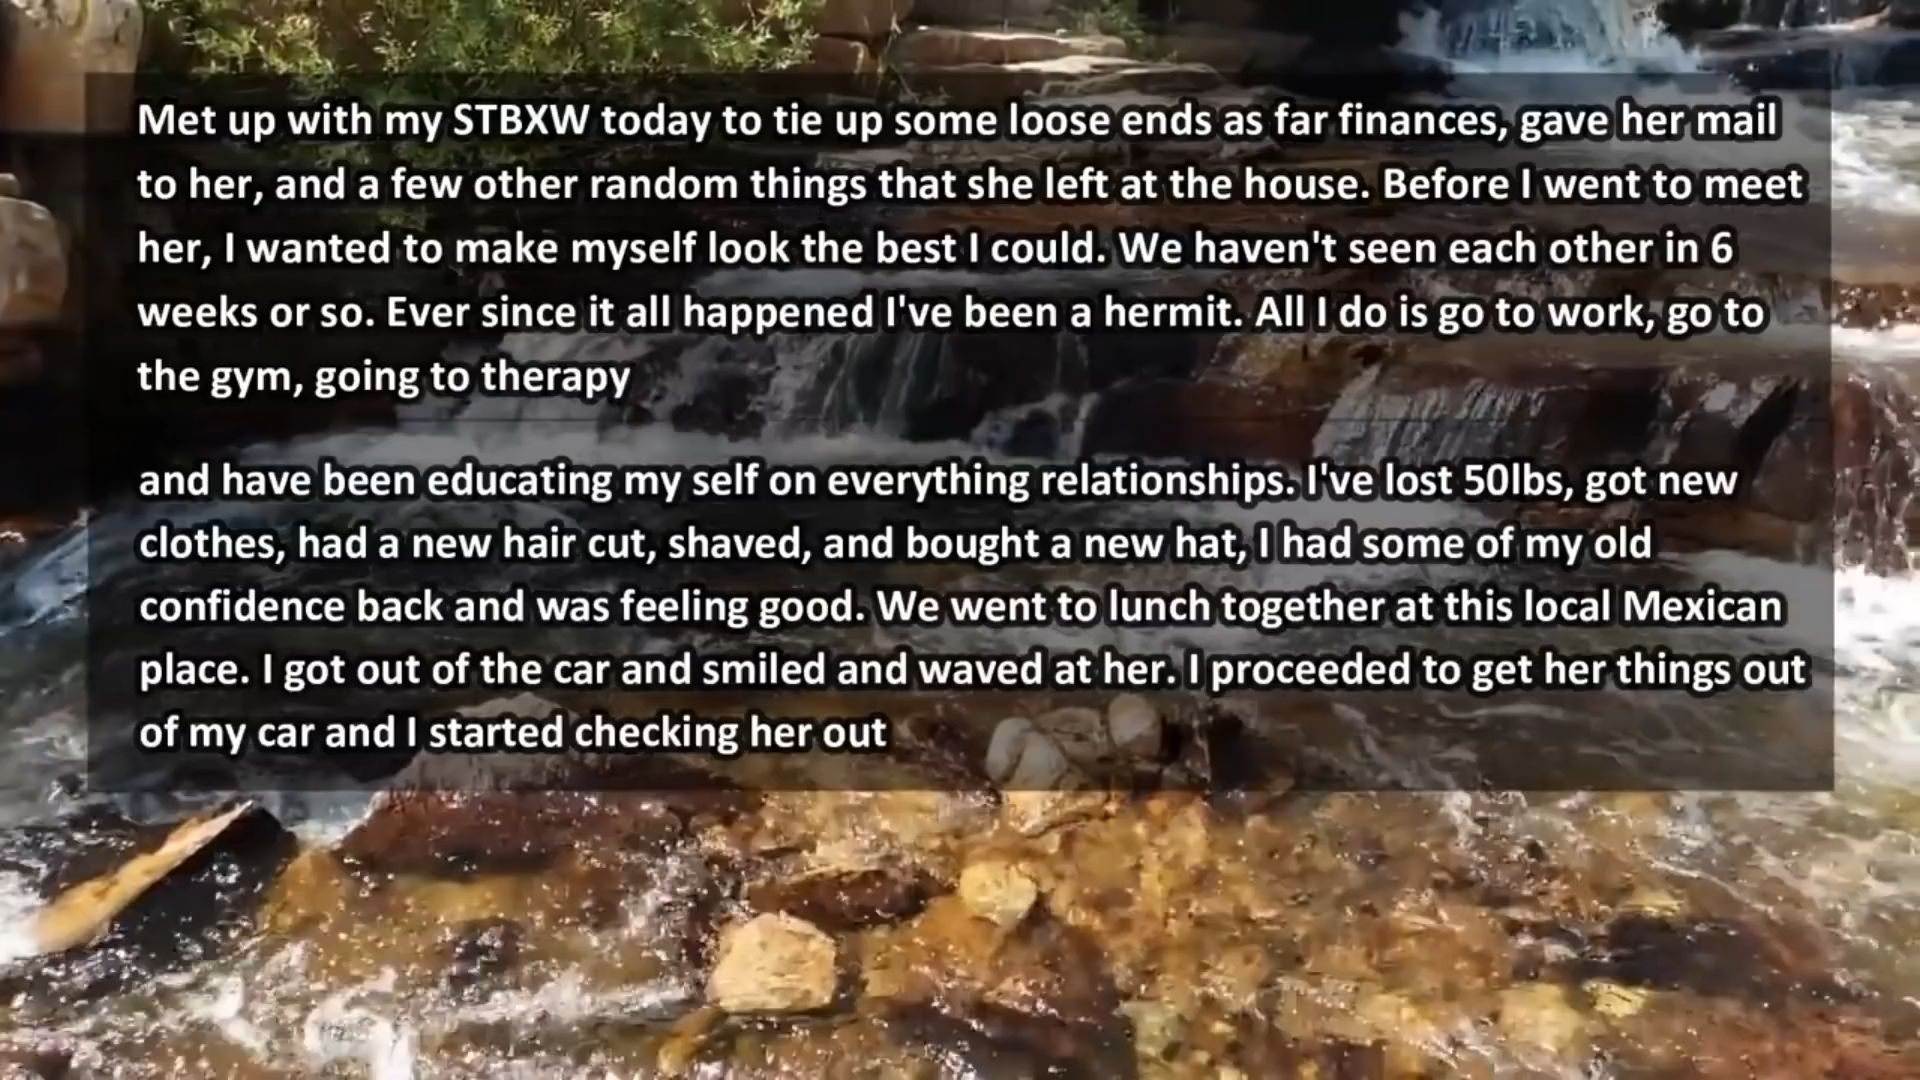 Met up with my STBXW today to tie up some loose ends as far finances, gave her mail
to her, and a few other random things that she left at the house. Before I went to meet
her, I wanted to make myself look the best I could. We haven't seen each other in 6
weeks or so. Ever since it all happened I've been a hermit. All I do is go to work, go to
the gym, going to therapy
and have been educating my self on everything relationships. I've lost 50lbs, got new
clothes, had a new hair cut, shaved, and bought a new hat, I had some of my old
confidence back and was feeling good. We went to lunch together at this local Mexican
place. I got out of the car and smiled and waved at her. I proceeded to get her things out
of my car and I started checking her out